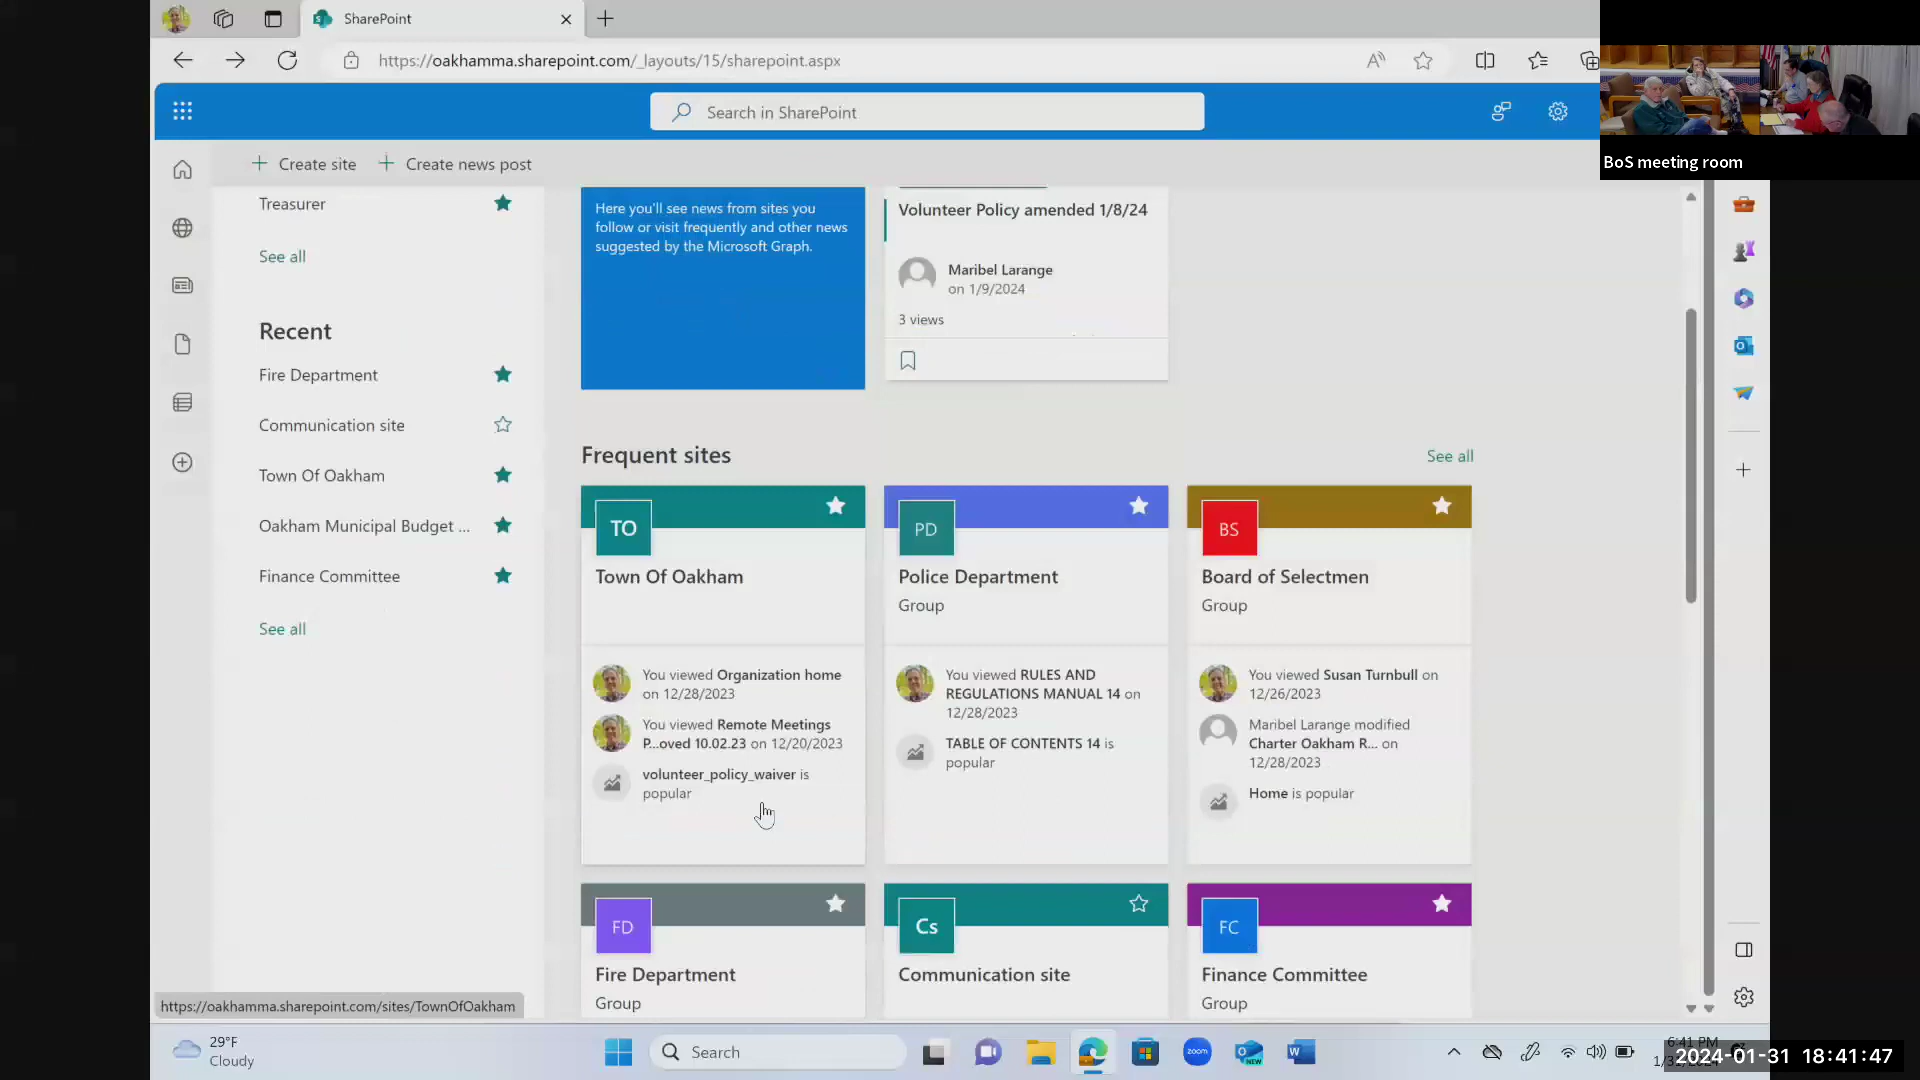 SharePoint
https://oakhamma.sharepoint.com/_layouts/15/sharepoint.aspx
Search in SharePoint
BoS meeting room
Create site
Create news post
Treasurer
See all
Recent
Fire Department
Communication site
Town Of Oakham
Oakham Municipal Budget ...
Finance Committee
See all
Here you'll see news from sites you
follow or visit frequently and other news
suggested by the Microsoft Graph.
Volunteer Policy amended 1/8/24
Maribel Larange
on 1/9/2024
3 views
Frequent sites
See all
TO
Town Of Oakham
You viewed Organization home
on 12/28/2023
You viewed Remote Meetings
P...oved 10.02.23 on 12/20/2023
volunteer_policy_waiver is
popular
PD
Police Department
Group
You viewed RULES AND
REGULATIONS MANUAL 14 on
12/28/2023
TABLE OF CONTENTS 14 is
popular
BS
Board of Selectmen
Group
You viewed Susan Turnbull on
12/26/2023
Maribel Larange modified
Charter Oakham R... on
12/28/2023
Home is popular
FD
Fire Department
Group
Cs
Communication site
FC
Finance Committee
Group
https://oakhamma.sharepoint.com/sites/TownOfOakham
29°F
Cloudy
Search
zoom
NEW
6:41 PM
2024-01-31 18:41:47